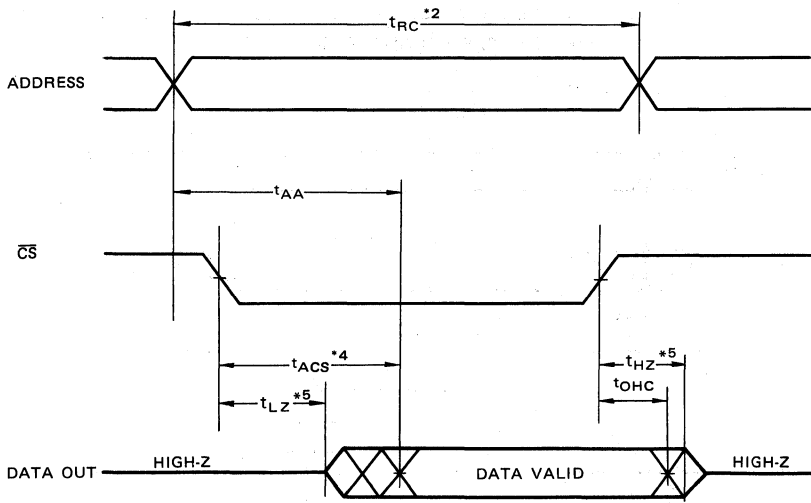 tRC*2
ADDRESS
tAA
CS
tACS*4
tHZ*5
tOHC
tLZ*5
DATA OUT
HIGH-Z
DATA VALID
HIGH-Z